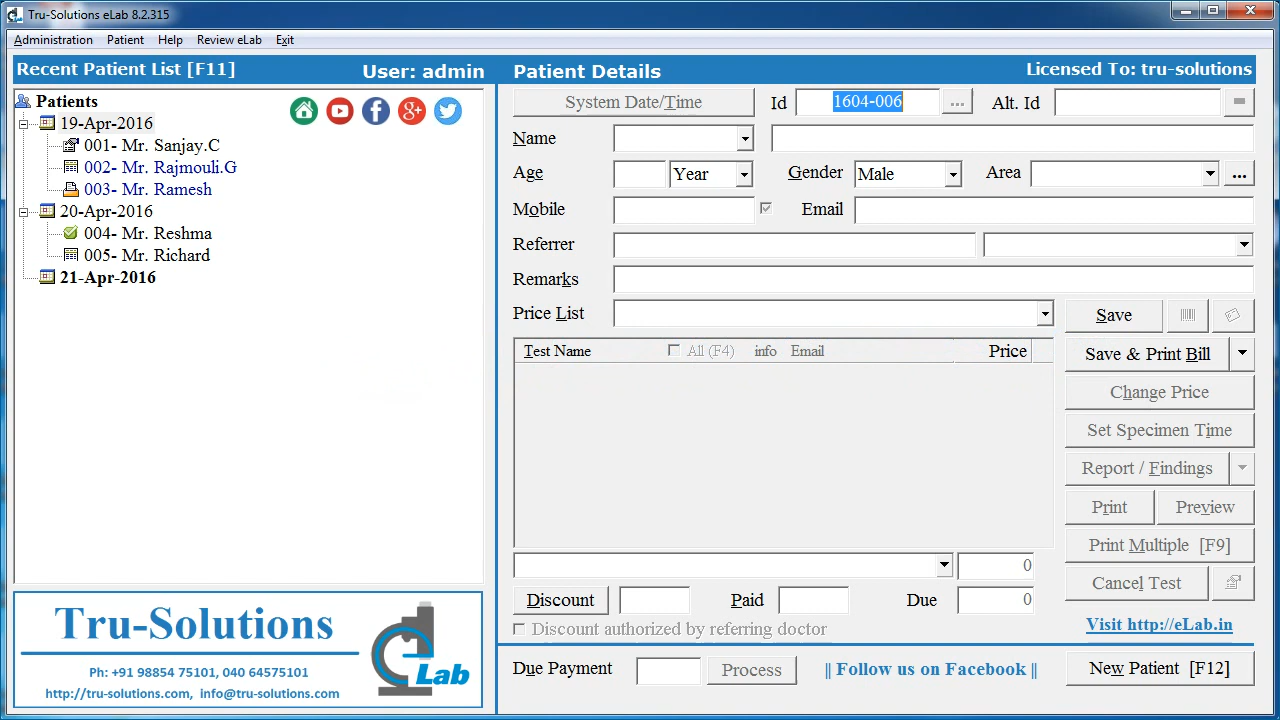 Tru-Solutions eLab 8.2.315
Administration Patient Help Review eLab Exit
Recent Patient List [F11] User: admin
Patients
19-Apr-2016
001- Mr. Sanjay.C
002- Mr. Rajmouli.G
003- Mr. Ramesh
20-Apr-2016
004- Mr. Reshma
005- Mr. Richard
21-Apr-2016
Tru-Solutions
eLab
Ph: +91 98854 75101, 040 64575101
http://tru-solutions.com, info@tru-solutions.com
Patient Details Licensed To: tru-solutions
System Date/Time Id 1604-006 ... Alt. Id
Name
Age Year Gender Male Area ...
Mobile Email
Referrer
Remarks
Price List Save
Test Name All (F4) info Email Price
Save & Print Bill
Change Price
Set Specimen Time
Report / Findings
Print Preview
Print Multiple [F9]
0
Cancel Test
Discount Paid Due 0
Discount authorized by referring doctor
Visit http://eLab.in
Due Payment Process || Follow us on Facebook || New Patient [F12]